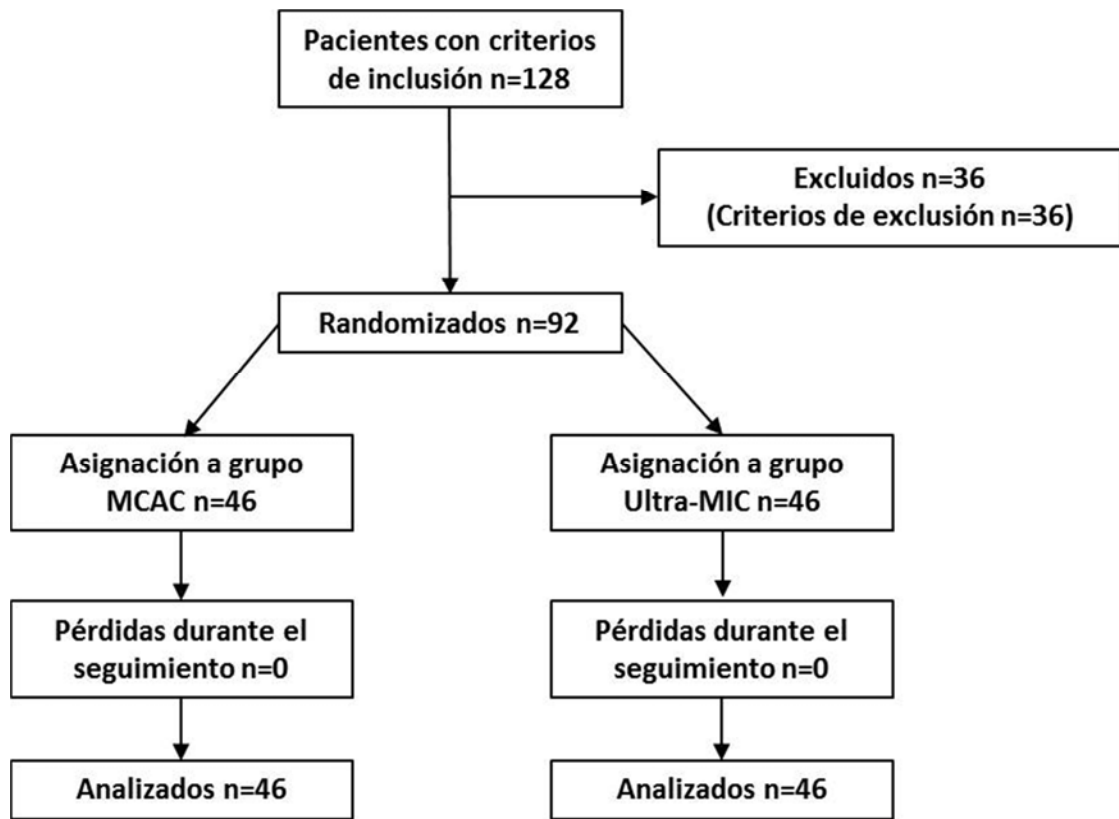 Pacientes con criterios
de inclusión n=128
Excluidos n=36
(Criterios de exclusión n=36)
Randomizados n=92
Asignación a grupo
MCAC n=46
Asignación a grupo
Ultra-MIC n=46
Pérdidas durante el
seguimiento n=0
Pérdidas durante el
seguimiento n=0
Analizados n=46
Analizados n=46